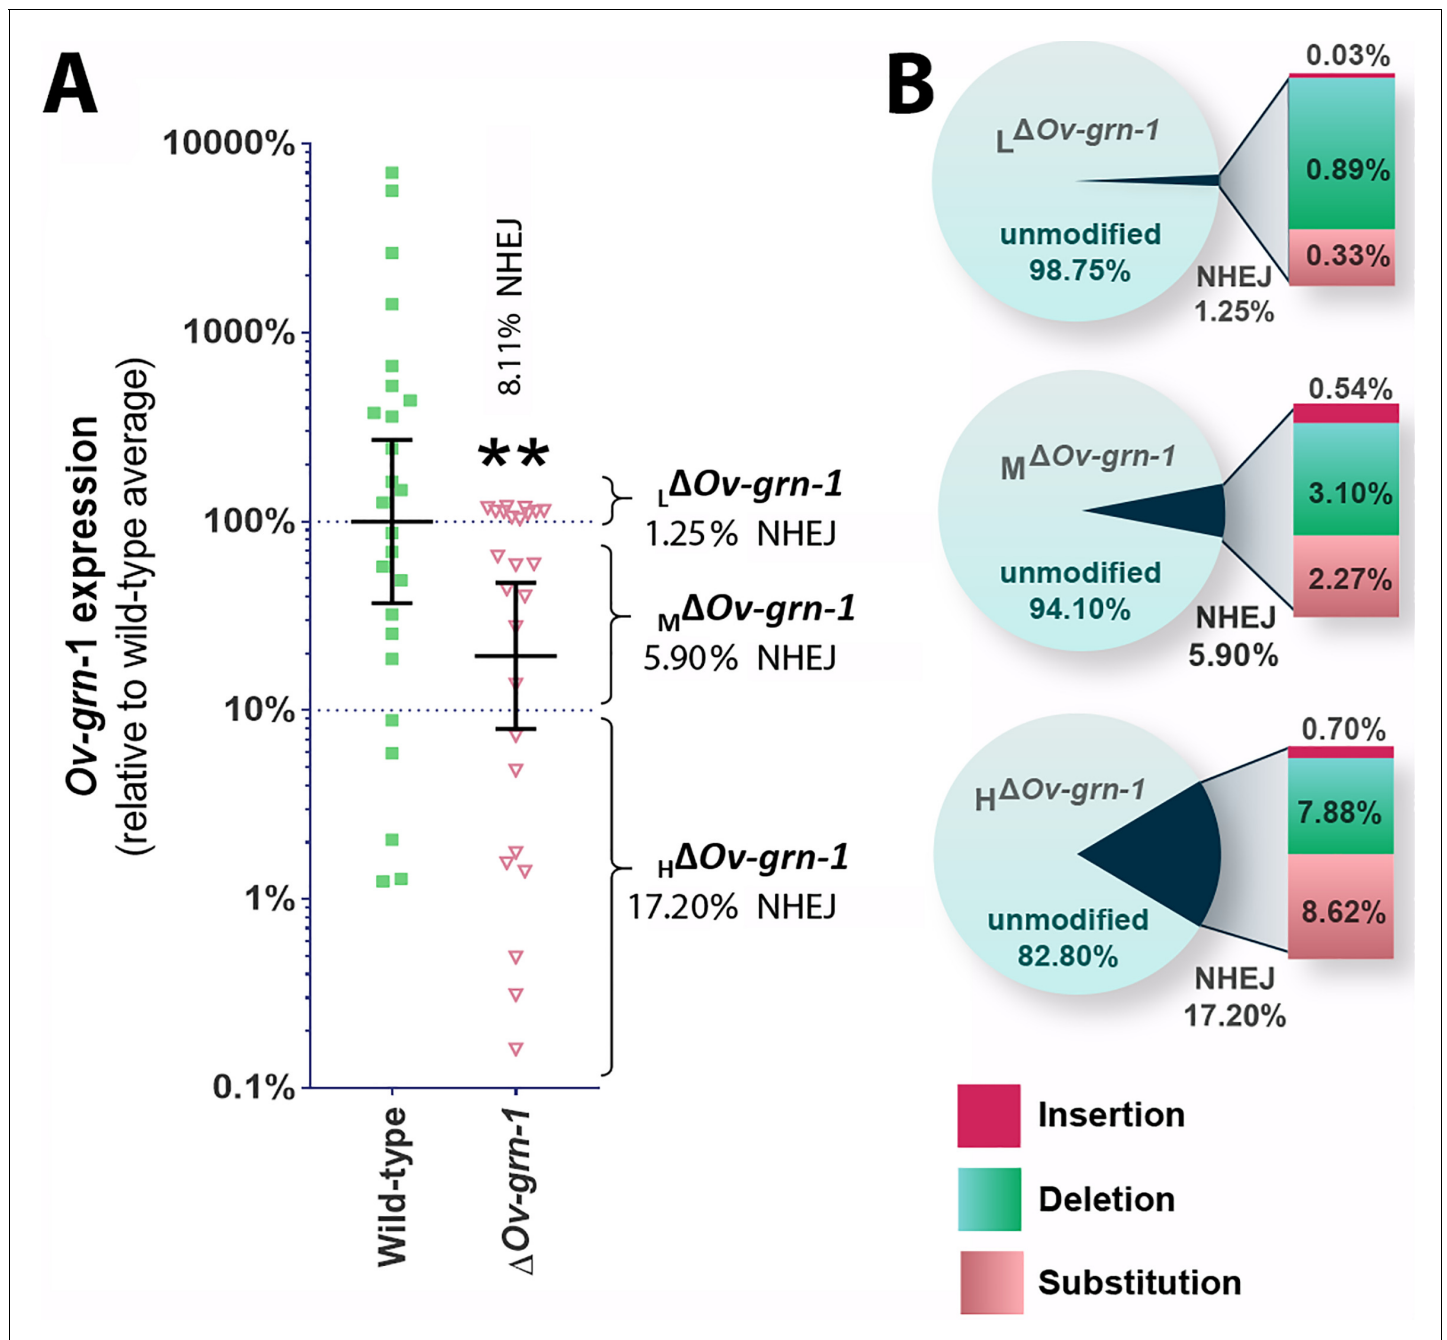 A
10000%
1000%
100%
10%
1%
0.1%
Ov-grn-1 expression
(relative to wild-type average)
8.11% NHEJ
**
LΔOv-grn-1
1.25% NHEJ
MΔOv-grn-1
5.90% NHEJ
HΔOv-grn-1
17.20% NHEJ
Wild-type
ΔOv-grn-1
B
LΔOv-grn-1
unmodified
98.75%
NHEJ
1.25%
0.03%
0.89%
0.33%
MΔOv-grn-1
unmodified
94.10%
NHEJ
5.90%
0.54%
3.10%
2.27%
HΔOv-grn-1
unmodified
82.80%
NHEJ
17.20%
0.70%
7.88%
8.62%
Insertion
Deletion
Substitution